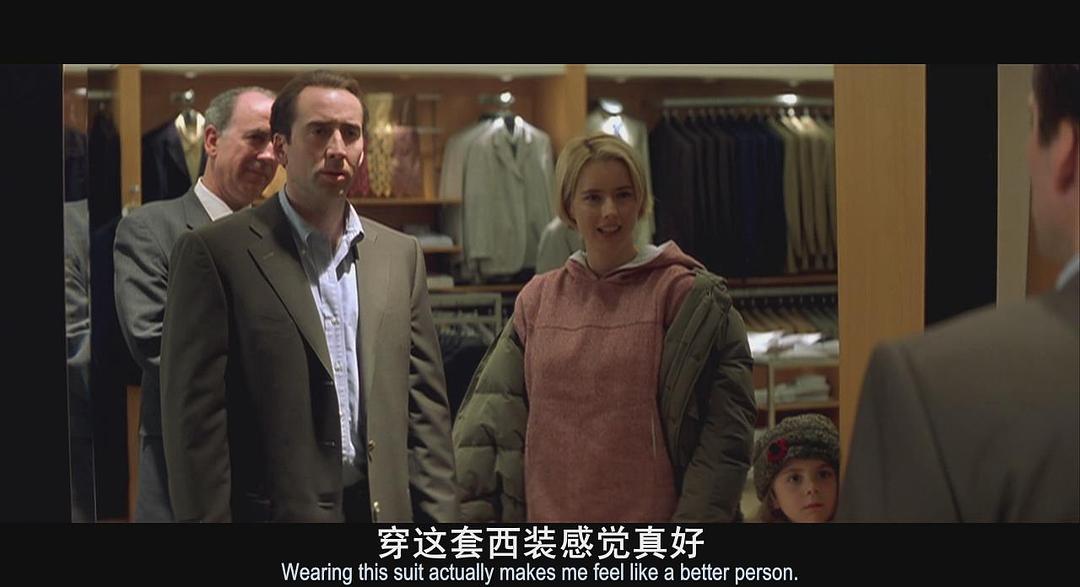 穿这套西装感觉真好
Wearing this suit actually makes me feel like a better person.